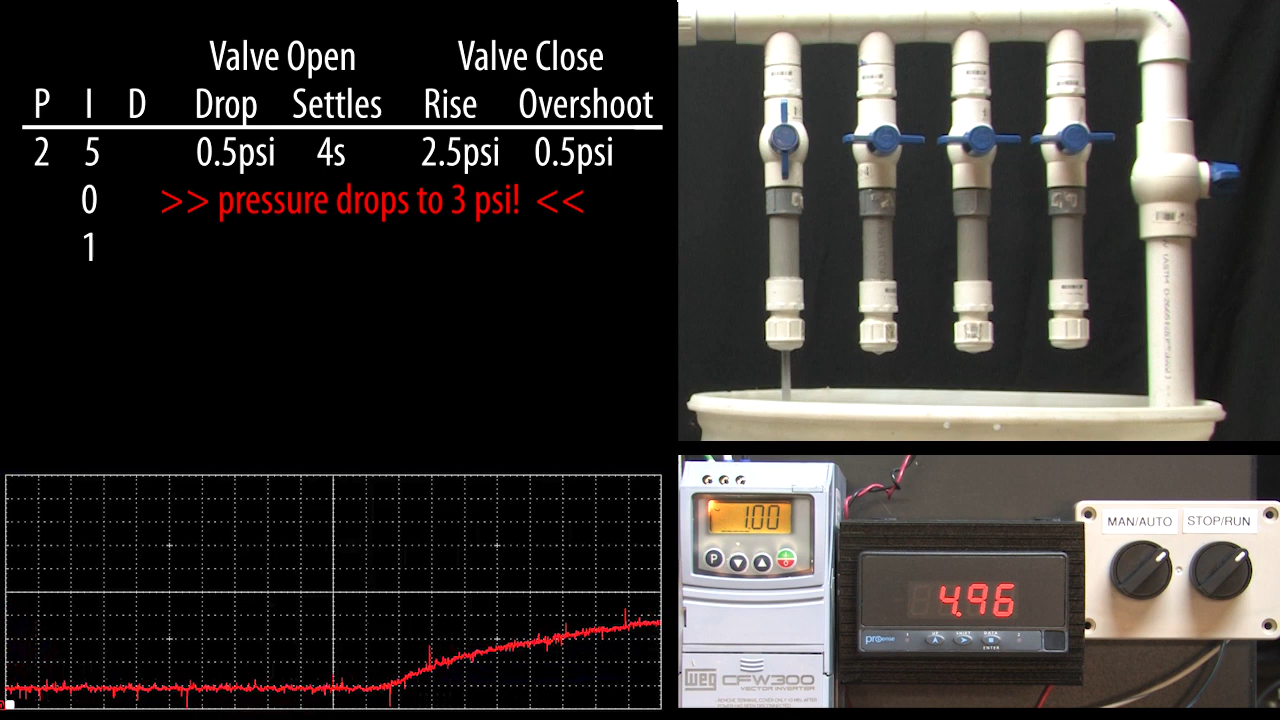 Valve Open Valve Close
P I D Drop Settles Rise Overshoot
2 5 0.5psi 4s 2.5psi 0.5psi
0 >> pressure drops to 3 psi! <<
1
1.00
P
MAN/AUTO STOP/RUN
4.96
prosense
ENTER
WEG CFW300
VECTOR INVERTER